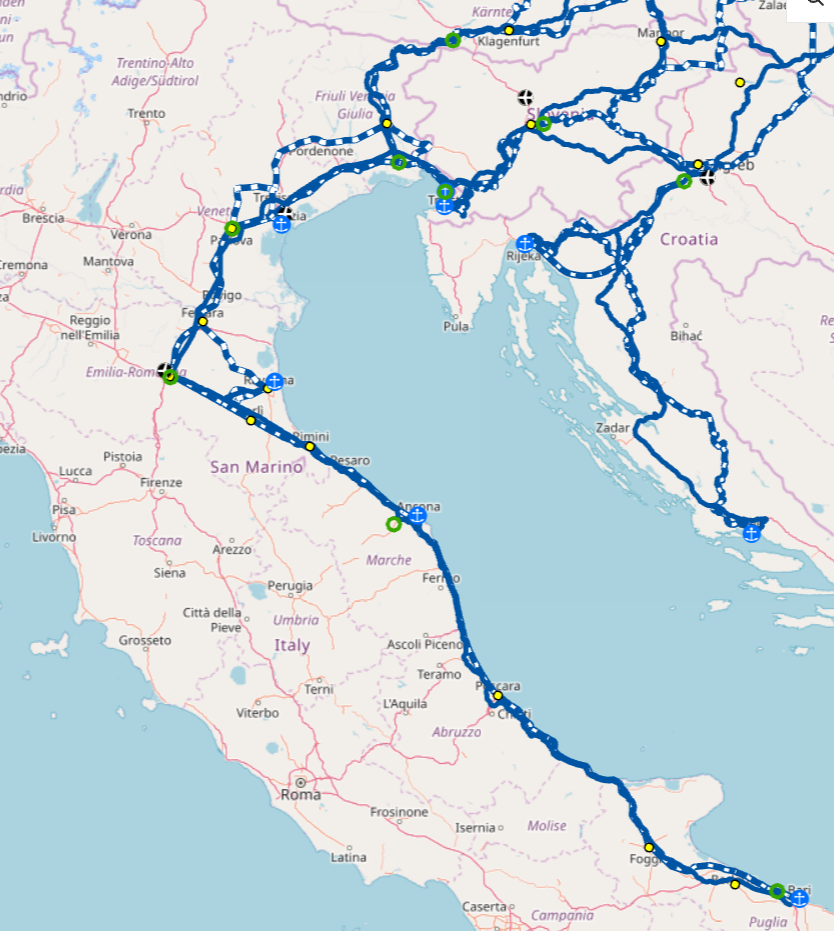 Kärnten
Zala
Klagenfurt
Maribor
Trentino-Alto
Adige/Südtirol
Friuli Venezia
Giulia
Slovenia
Trento
Pordenone
Brescia
Verona
Veneto
Padova
Croatia
Cremona
Mantova
Rijeka
Rovigo
Reggio
nell'Emilia
Ferrara
Pula
Bihać
Emilia-Romagna
Ravenna
Zadar
Rimini
Pistoia
Pesaro
Lucca
San Marino
Firenze
Pisa
Ancona
Livorno
Toscana
Arezzo
Marche
Siena
Fermo
Perugia
Città della
Pieve
Umbria
Grosseto
Italy
Ascoli Piceno
Teramo
Terni
Pescara
L'Aquila
Chieti
Viterbo
Abruzzo
Roma
Frosinone
Isernia
Molise
Latina
Foggia
Bari
Caserta
Campania
Puglia